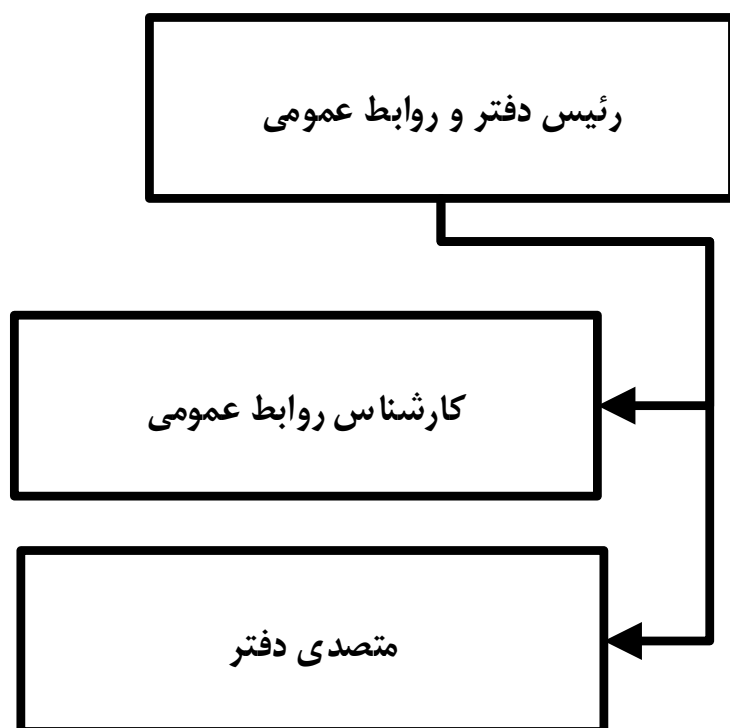 رئیس دفتر و روابط عمومی
کارشناس روابط عمومی
متصدی دفتر